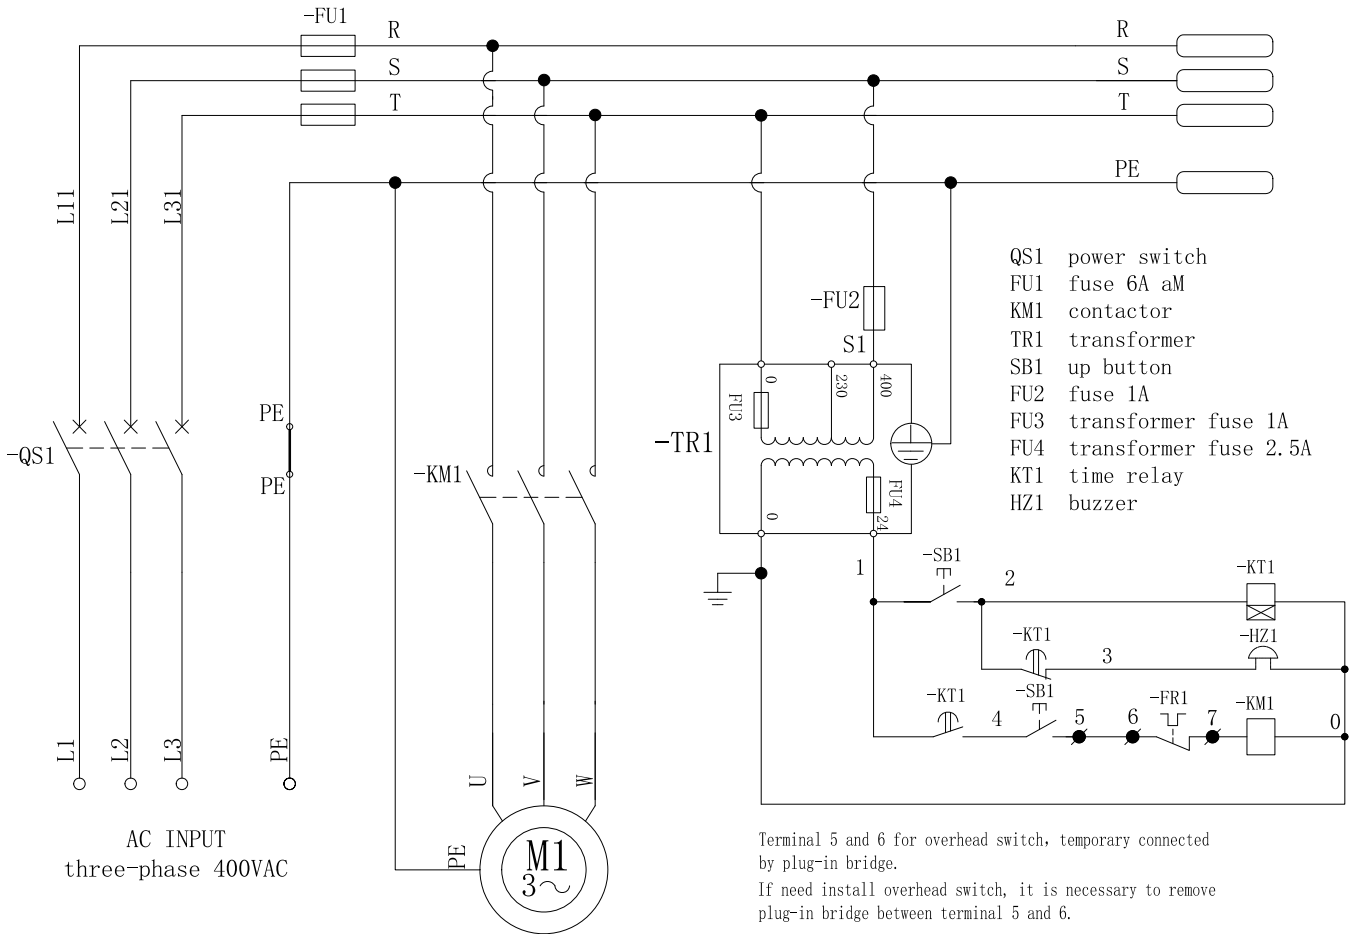 -FU1
R
R
S
S
T
T
PE
L11
L21
L31
QS1 power switch
FU1 fuse 6A aM
KM1 contactor
TR1 transformer
SB1 up button
FU2 fuse 1A
FU3 transformer fuse 1A
FU4 transformer fuse 2.5A
KT1 time relay
HZ1 buzzer
-FU2
S1
0
230
400
FU3
-TR1
FU4
0
24
PE
-QS1
PE
-KM1
1
-SB1
2
-KT1
-KT1
3
-HZ1
-KT1
4
-SB1
5
6
-FR1
7
-KM1
0
L1
L2
L3
PE
U
V
W
PE
M1
3~
AC INPUT
three-phase 400VAC
Terminal 5 and 6 for overhead switch, temporary connected
by plug-in bridge.
If need install overhead switch, it is necessary to remove
plug-in bridge between terminal 5 and 6.